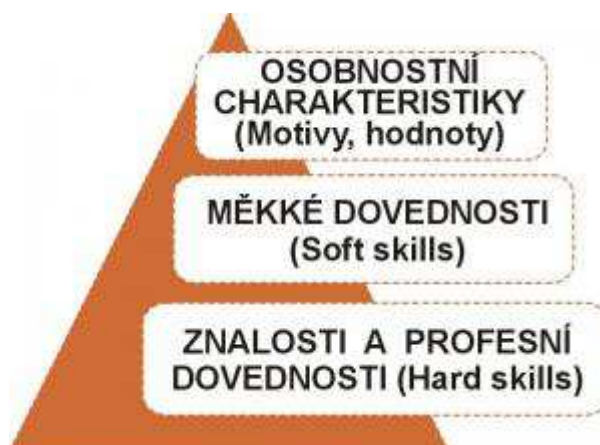 OSOBNOSTNÍ
CHARAKTERISTIKY
(Motivy, hodnoty)
MĚKKÉ DOVEDNOSTI
(Soft skills)
ZNALOSTI A PROFESNÍ
DOVEDNOSTI (Hard skills)